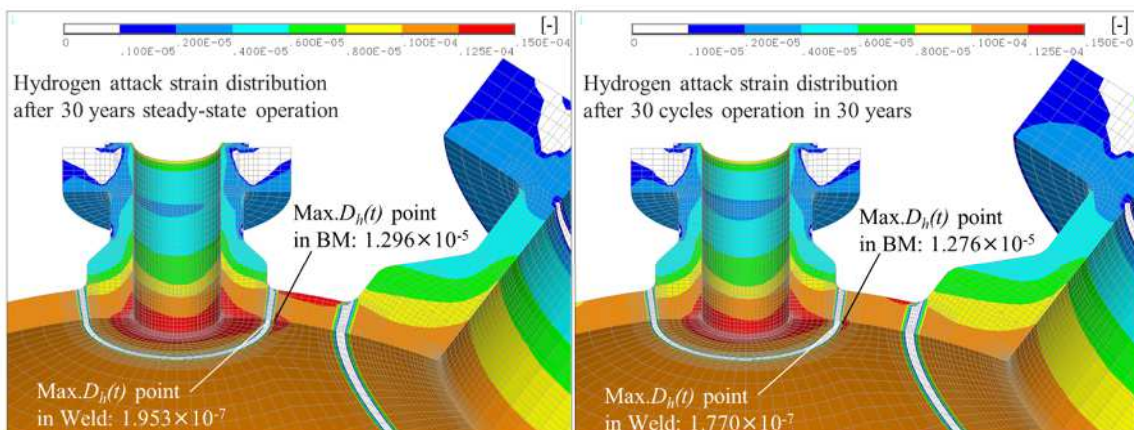 [-]
0 .200E-05 .600E-05 .100E-04 .150E-04
.100E-05 .400E-05 .800E-05 .125E-04
Hydrogen attack strain distribution
after 30 years steady-state operation
Max.Dh(t) point
in BM: 1.296×10-5
Max.Dh(t) point
in Weld: 1.953×10-7
[-]
0 .200E-05 .600E-05 .100E-04 .150E-0
.100E-05 .400E-05 .800E-05 .125E-04
Hydrogen attack strain distribution
after 30 cycles operation in 30 years
Max.Dh(t) point
in BM: 1.276×10-5
Max.Dh(t) point
in Weld: 1.770×10-7